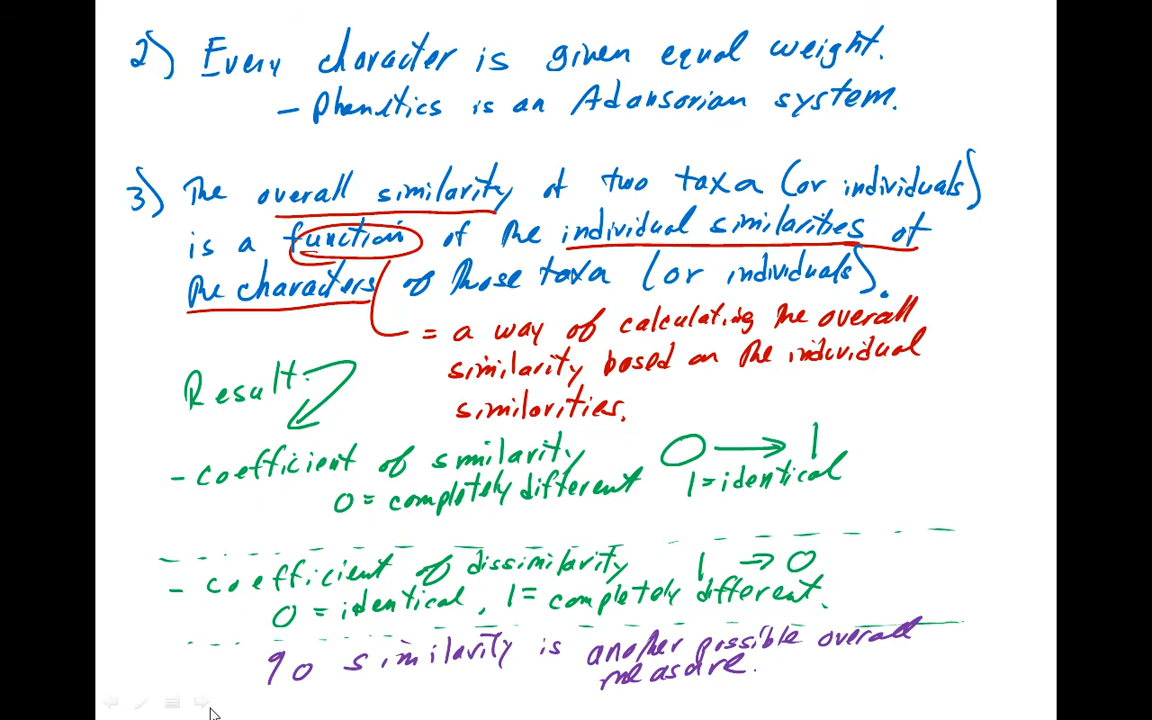 2) Every character is given equal weight.
- Phenetics is an Adansonian system.
3) The overall similarity of two taxa (or individuals)
is a function of the individual similarities of
the characters of those taxa (or individuals).
= a way of calculating the overall
similarity based on the individual
similarities.
Result:
- coefficient of similarity 0 → 1
0 = completely different 1 = identical
- coefficient of dissimilarity 1 → 0
0 = identical, 1 = completely different.
% similarity is another possible overall
measure.